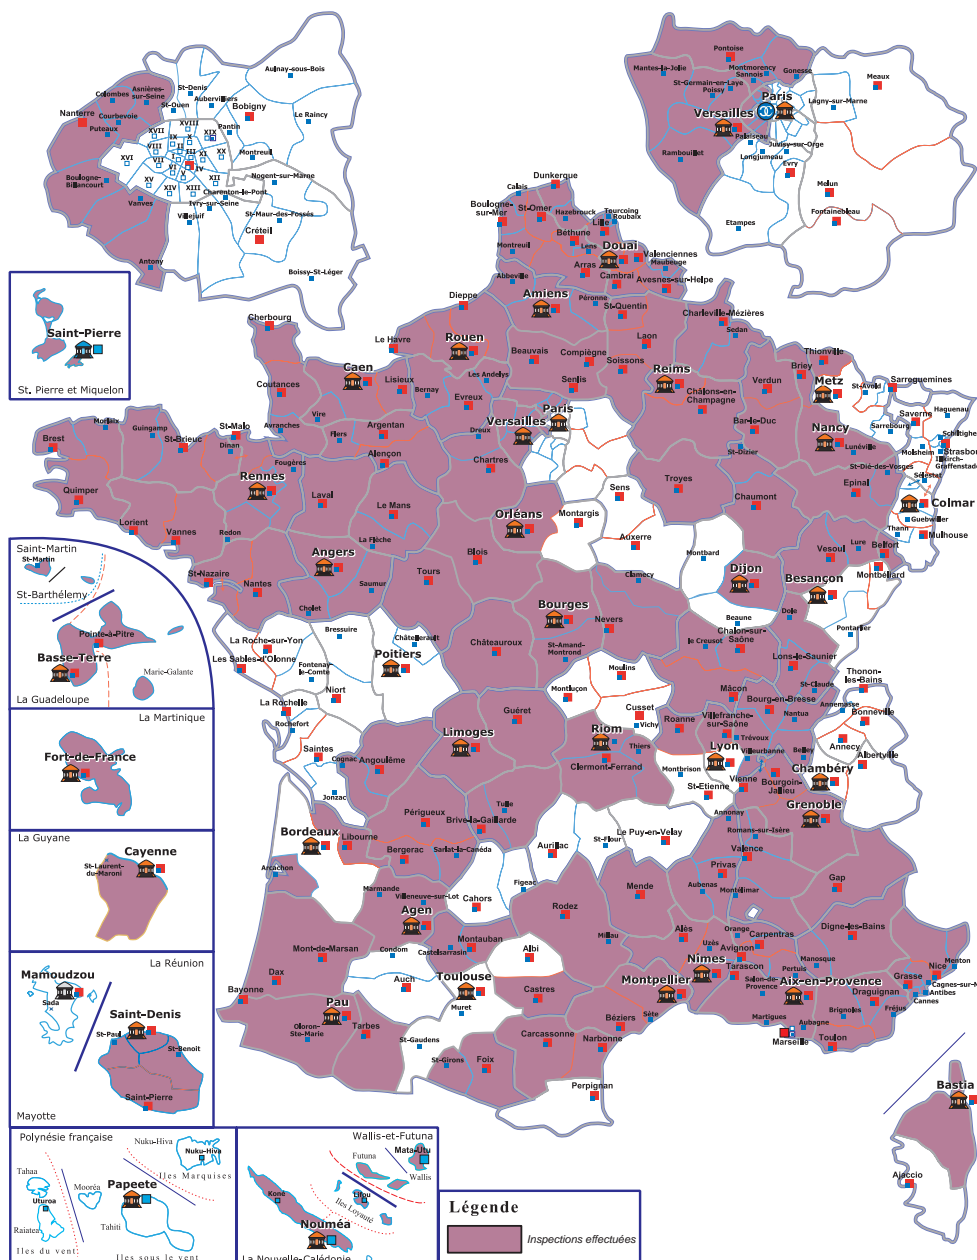 Aulnay-sous-Bois
Asnières-
sur-Seine
St-Denis
Colombes
Aubervilliers
St-Ouen
Bobigny
Nanterre
Courbevoie
Le Raincy
Puteaux
Pantin
XVIII
XVII
XIX
IX
X
VIII
II
III
XI
XX
Montreuil
XVI
VII
VI
V
IV
XII
XV
XIV
XIII
Nogent-sur-Marne
Boulogne-
Billancourt
Charenton-le-Pont
Ivry-sur-Seine
Vanves
Villejuif
St-Maur-des-Fossés
Créteil
Antony
Boissy-St-Léger
Pontoise
Mantes-la-Jolie
Montmorency
Sannois
Gonesse
St-Germain-en-Laye
Poissy
Meaux
Paris
Lagny-sur-Marne
Versailles
Palaiseau
Juvisy-sur-Orge
Longjumeau
Rambouillet
Evry
Melun
Fontainebleau
Etampes
Saint-Pierre
St. Pierre et Miquelon
Dunkerque
Calais
Boulogne-
sur-Mer
St-Omer
Hazebrouck
Tourcoing
Roubaix
Lille
Béthune
Montreuil
Lens
Douai
Valenciennes
Maubeuge
Arras
Cambrai
Avesnes-sur-Helpe
Abbeville
Amiens
Péronne
St-Quentin
Dieppe
Charleville-Mézières
Sedan
Cherbourg
Le Havre
Rouen
Beauvais
Compiègne
Laon
Soissons
Thionville
Briey
Caen
Lisieux
Les Andelys
Senlis
Reims
Verdun
Metz
St-Avold
Sarreguemines
Coutances
Bernay
Evreux
Châlons-en-
Champagne
Saverne
Haguenau
Vire
Paris
Versailles
Bar-le-Duc
Nancy
Sarrebourg
Schiltigheim
Strasbourg
Morlaix
Guingamp
St-Malo
Avranches
Flers
Argentan
Dreux
Lunéville
Molsheim
Illkirch-
Graffenstaden
Brest
St-Brieuc
Dinan
Alençon
Chartres
St-Dizier
St-Dié-des-Vosges
Sélestat
Fougères
Rennes
Quimper
Laval
Le Mans
Sens
Troyes
Chaumont
Epinal
Colmar
Orléans
Montargis
Guebwiller
Lorient
Vannes
Redon
La Flèche
Auxerre
Thann
Mulhouse
Angers
Blois
Montbard
Vesoul
Lure
Belfort
Montbéliard
St-Nazaire
Nantes
Saumur
Tours
Clamecy
Dijon
Besançon
Cholet
Bourges
Nevers
Beaune
Dole
Pontarlier
La Roche-sur-Yon
Bressuire
Châtellerault
Châteauroux
St-Amand-
Montrond
le Creusot
Chalon-sur-
Saône
Lons-le-Saunier
Les Sables-d'Olonne
Fontenay-
le-Comte
Poitiers
Moulins
Thonon-
les-Bains
Niort
Montluçon
Mâcon
St-Claude
La Rochelle
Guéret
Cusset
Vichy
Bourg-en-Bresse
Annemasse
Bonneville
Rochefort
Roanne
Villefranche-
sur-Saône
Nantua
Limoges
Riom
Trévoux
Annecy
Saintes
Cognac
Angoulême
Thiers
Lyon
Villeurbanne
Belley
Albertville
Clermont-Ferrand
Montbrison
Vienne
Bourgoin-
Jallieu
Chambéry
Jonzac
St-Etienne
Grenoble
Périgueux
Tulle
Brive-la-Gaillarde
Annonay
Bordeaux
Libourne
Le Puy-en-Velay
Romans-sur-Isère
Bergerac
Sarlat-la-Canéda
Aurillac
St-Flour
Valence
Arcachon
Privas
Gap
Marmande
Villeneuve-sur-Lot
Figeac
Mende
Aubenas
Montélimar
Cahors
Rodez
Agen
Mont-de-Marsan
Condom
Castelsarrasin
Montauban
Millau
Alès
Uzès
Orange
Carpentras
Avignon
Digne-les-Bains
Dax
Auch
Albi
Nîmes
Tarascon
Manosque
Menton
Nice
Bayonne
Toulouse
Castres
Montpellier
Salon-de-
Provence
Pertuis
Aix-en-Provence
Grasse
Cagnes-sur-M
Antibes
Cannes
Pau
Tarbes
Muret
Béziers
Sète
Martigues
Draguignan
Brignoles
Fréjus
Oloron-
Ste-Marie
St-Gaudens
Carcassonne
Narbonne
Marseille
Aubagne
Toulon
St-Girons
Foix
Perpignan
Bastia
Ajaccio
Saint-Martin
St-Martin
St-Barthélemy
Pointe-à-Pitre
Basse-Terre
Marie-Galante
La Guadeloupe
La Martinique
Fort-de-France
La Guyane
Cayenne
St-Laurent-
du-Maroni
La Réunion
Mamoudzou
Sada
Saint-Denis
St-Paul
St-Benoit
Saint-Pierre
Mayotte
Polynésie française
Nuku-Hiva
Nuku-Hiva
Iles Marquises
Tahaa
Uturoa
Mooréa
Papeete
Raiatea
Tahiti
Iles du vent
Iles sous le vent
Wallis-et-Futuna
Futuna
Mata-Utu
Wallis
Koné
Lifou
Iles Loyauté
Nouméa
La Nouvelle-Calédonie
Légende
Inspections effectuées